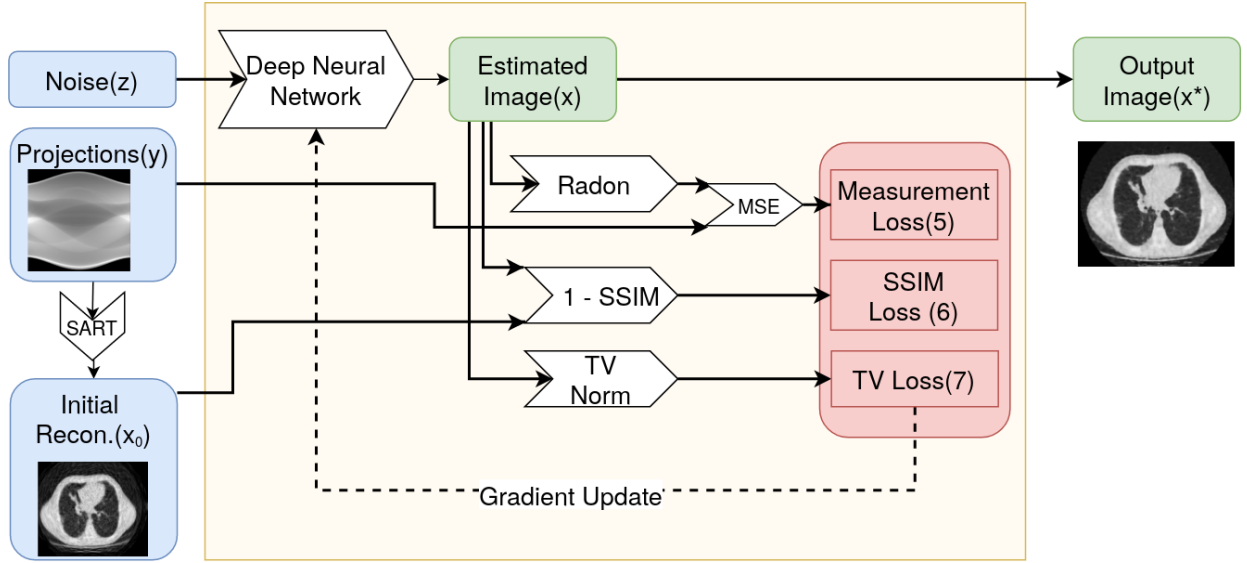 Noise(z)
Deep Neural
Network
Estimated
Image(x)
Output
Image(x*)
Projections(y)
Radon
MSE
Measurement
Loss(5)
SART
1 - SSIM
SSIM
Loss (6)
Initial
Recon.(x₀)
TV
Norm
TV Loss(7)
Gradient Update